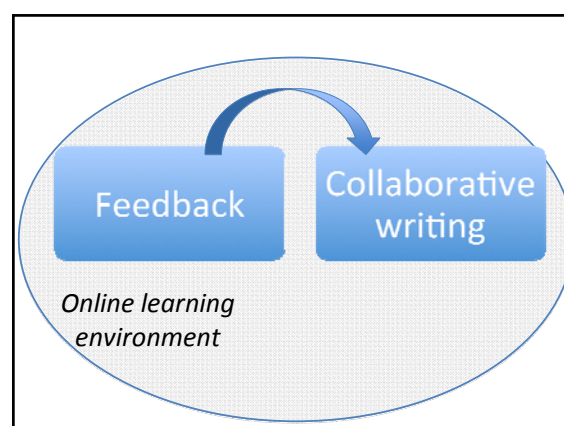 Feedback
Collaborative
writing
Online learning
environment